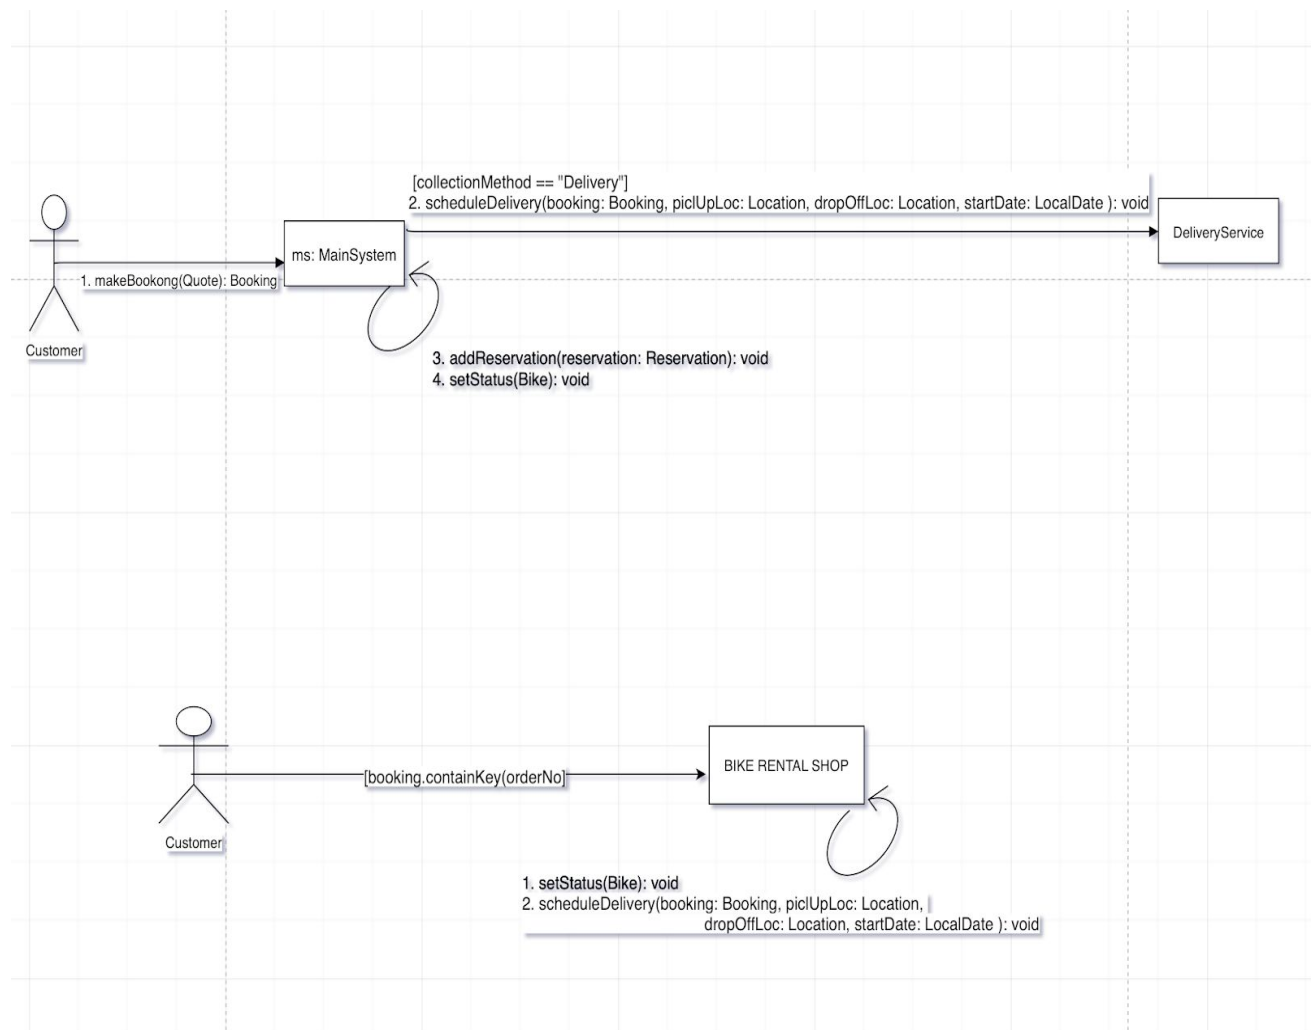 [collectionMethod == "Delivery"]
2. scheduleDelivery(booking: Booking, piclUpLoc: Location, dropOffLoc: Location, startDate: LocalDate ): void
DeliveryService
ms: MainSystem
1. makeBookong(Quote): Booking
Customer
3. addReservation(reservation: Reservation): void
4. setStatus(Bike): void
BIKE RENTAL SHOP
[booking.containKey(orderNo]
Customer
1. setStatus(Bike): void
2. scheduleDelivery(booking: Booking, piclUpLoc: Location,
dropOffLoc: Location, startDate: LocalDate ): void